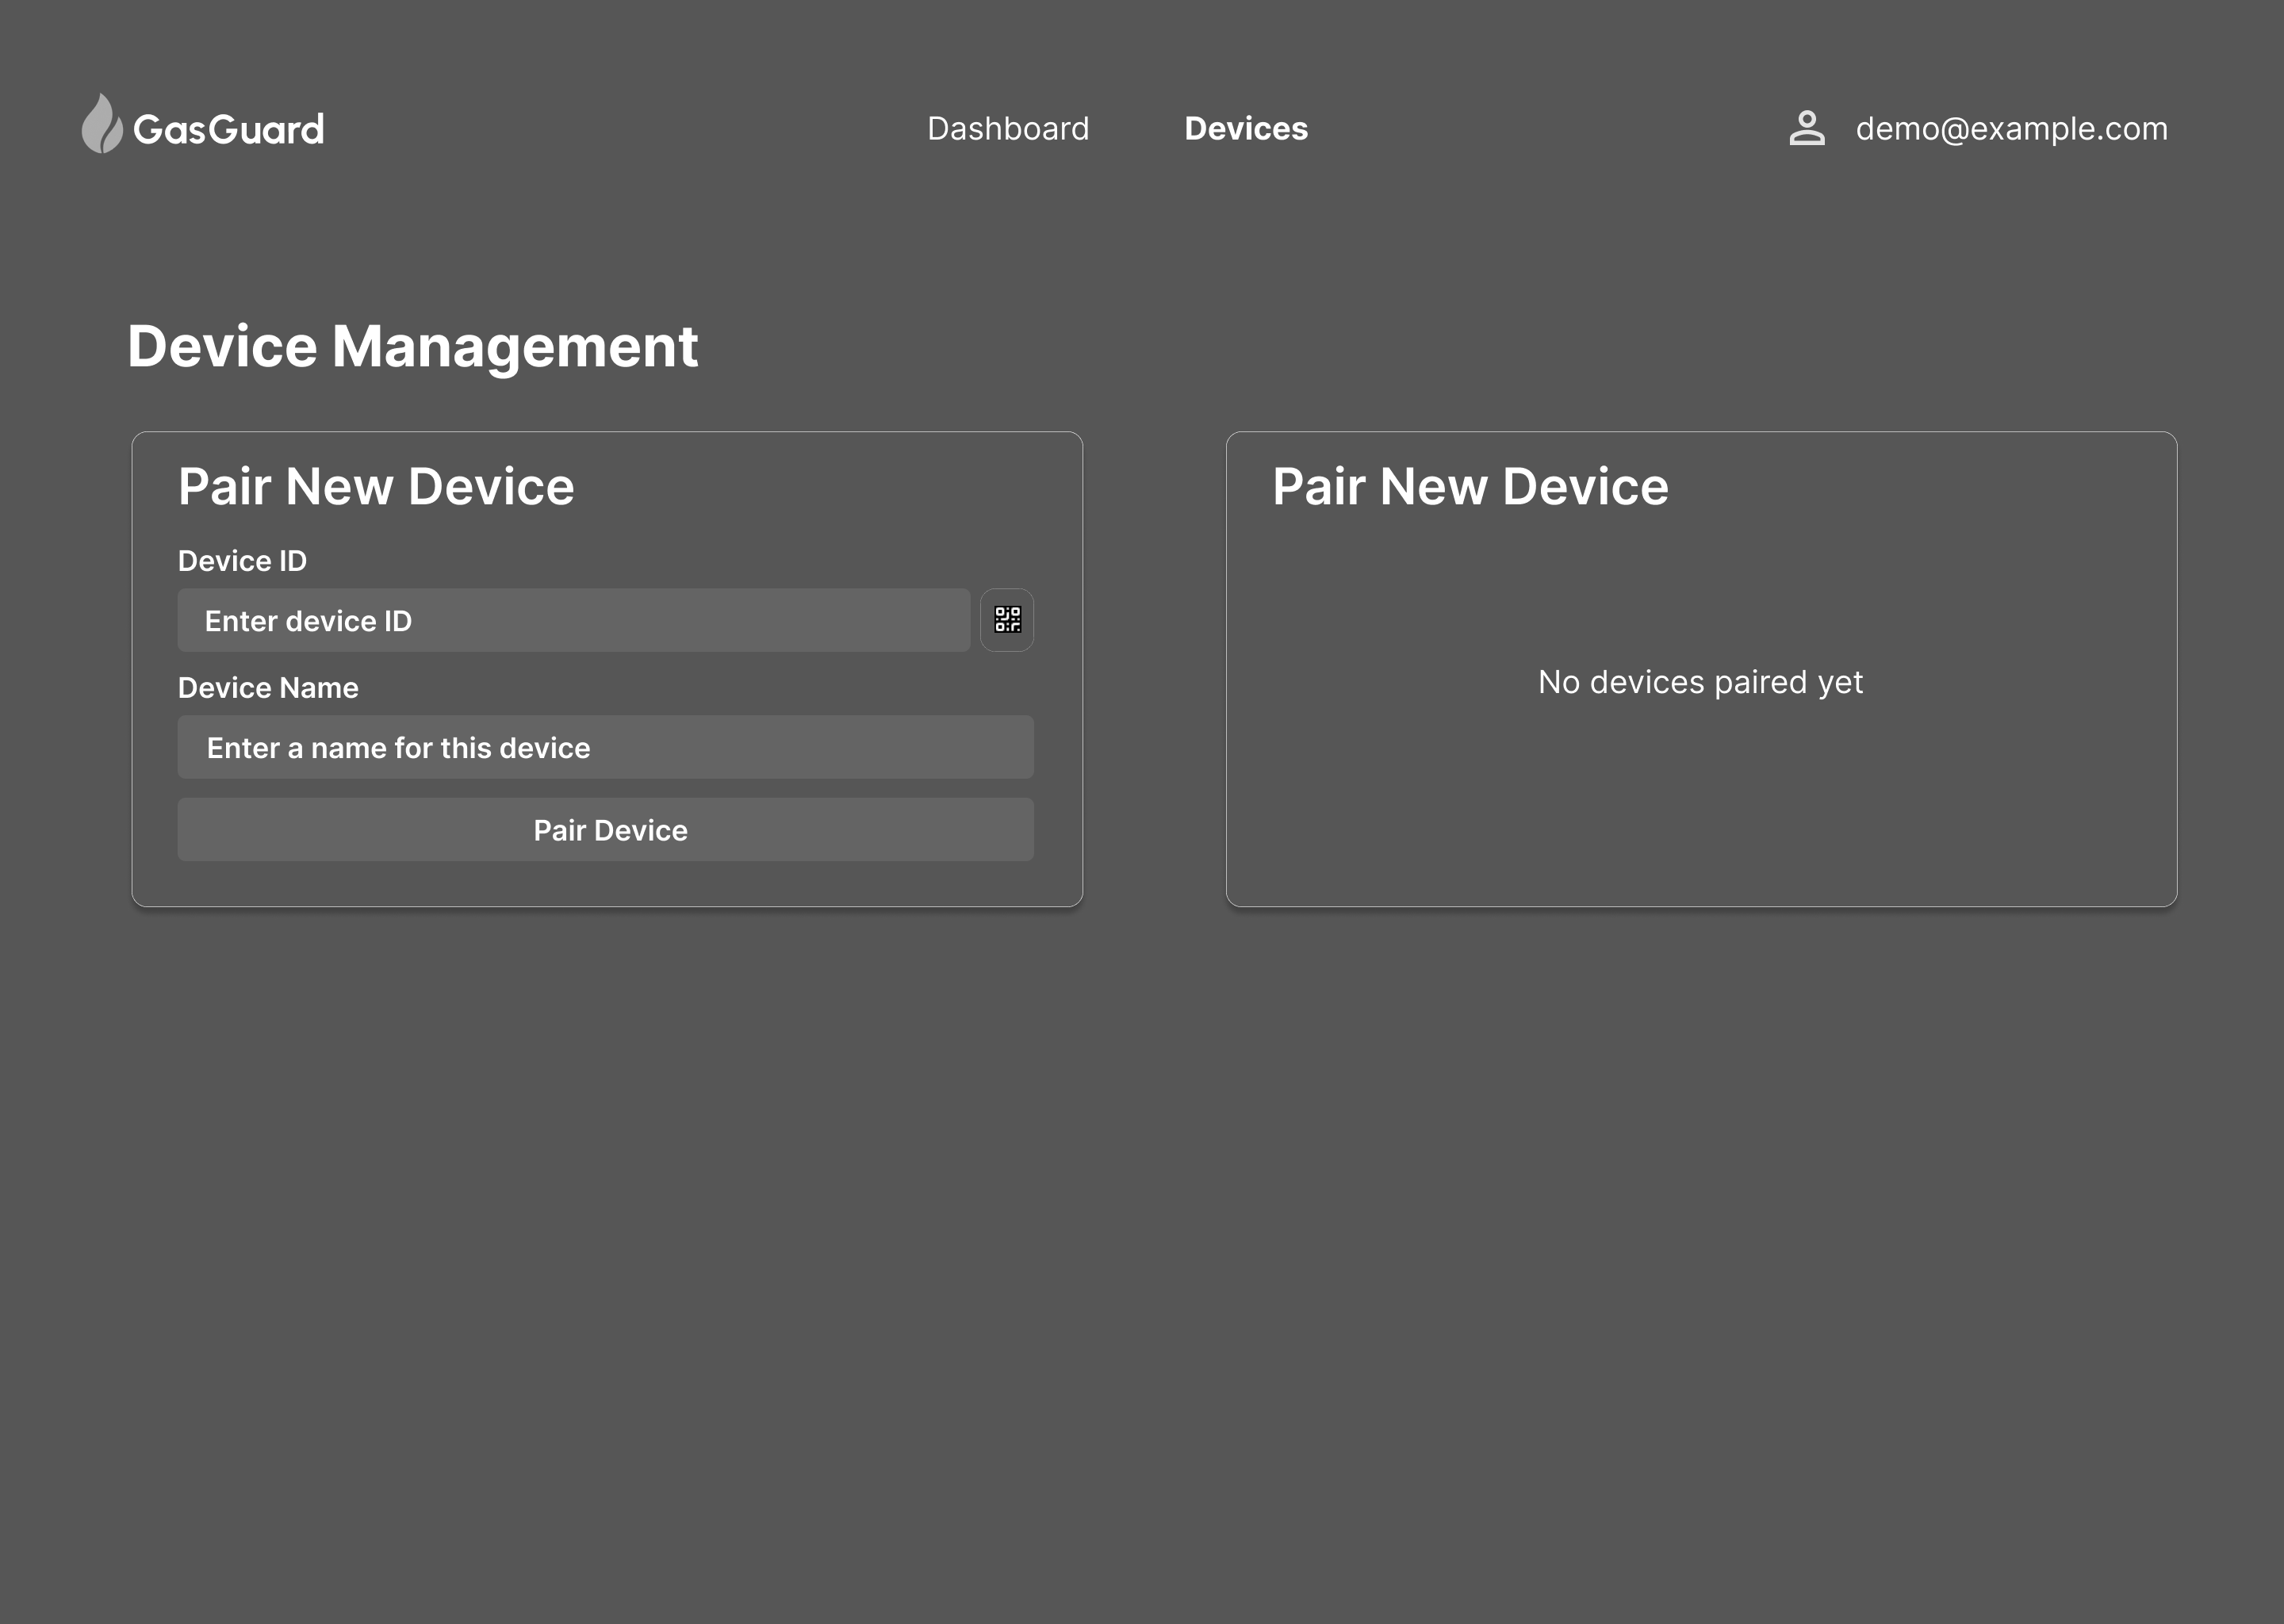 GasGuard
Dashboard
Devices
demo@example.com
Device Management
Pair New Device
Device ID
Enter device ID
Device Name
Enter a name for this device
Pair Device
Pair New Device
No devices paired yet